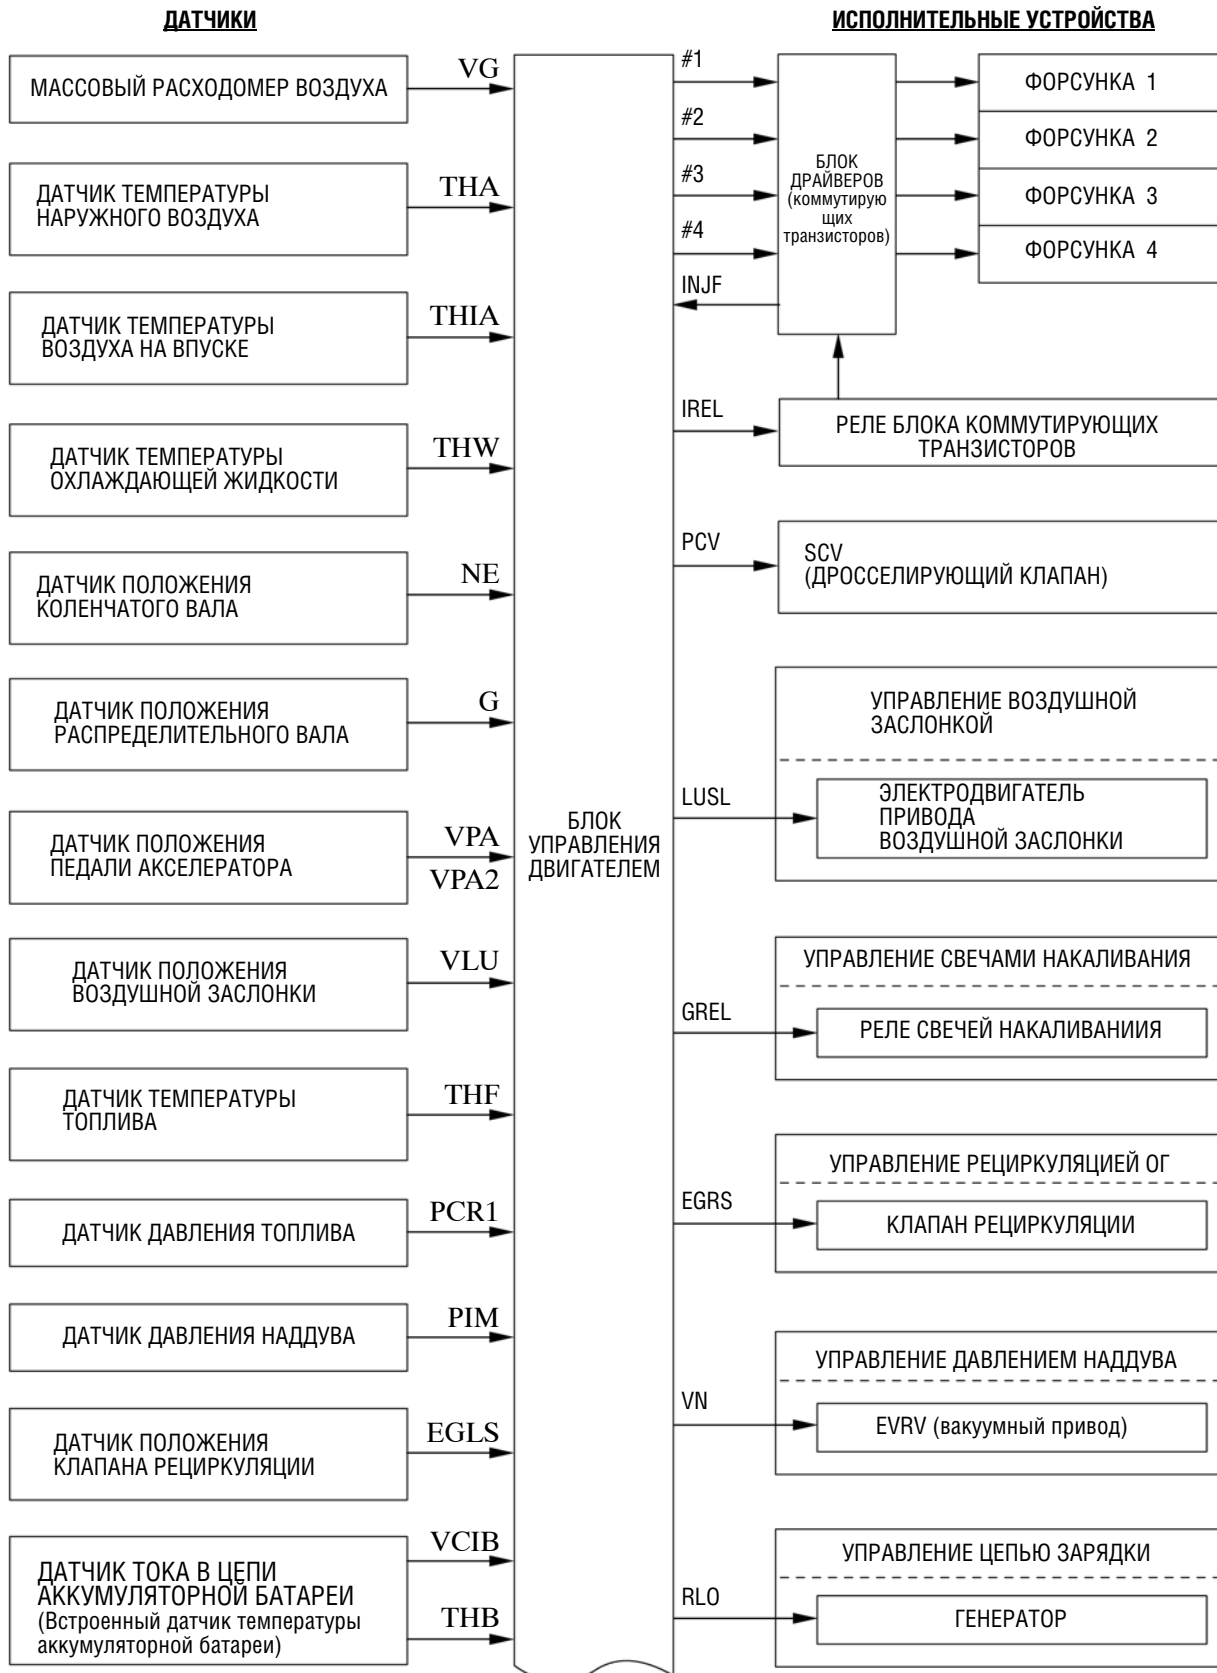 ДАТЧИКИ
МАССОВЫЙ РАСХОДОМЕР ВОЗДУХА
VG
ДАТЧИК ТЕМПЕРАТУРЫ
НАРУЖНОГО ВОЗДУХА
THA
ДАТЧИК ТЕМПЕРАТУРЫ
ВОЗДУХА НА ВПУСКЕ
THIA
ДАТЧИК ТЕМПЕРАТУРЫ
ОХЛАЖДАЮЩЕЙ ЖИДКОСТИ
THW
ДАТЧИК ПОЛОЖЕНИЯ
КОЛЕНЧАТОГО ВАЛА
NE
ДАТЧИК ПОЛОЖЕНИЯ
РАСПРЕДЕЛИТЕЛЬНОГО ВАЛА
G
ДАТЧИК ПОЛОЖЕНИЯ
ПЕДАЛИ АКСЕЛЕРАТОРА
VPA
VPA2
ДАТЧИК ПОЛОЖЕНИЯ
ВОЗДУШНОЙ ЗАСЛОНКИ
VLU
ДАТЧИК ТЕМПЕРАТУРЫ
ТОПЛИВА
THF
ДАТЧИК ДАВЛЕНИЯ ТОПЛИВА
PCR1
ДАТЧИК ДАВЛЕНИЯ НАДДУВА
PIM
ДАТЧИК ПОЛОЖЕНИЯ
КЛАПАНА РЕЦИРКУЛЯЦИИ
EGLS
ДАТЧИК ТОКА В ЦЕПИ
АККУМУЛЯТОРНОЙ БАТАРЕИ
(Встроенный датчик температуры
аккумуляторной батареи)
VCIB
THB
БЛОК
УПРАВЛЕНИЯ
ДВИГАТЕЛЕМ
ИСПОЛНИТЕЛЬНЫЕ УСТРОЙСТВА
#1
#2
#3
#4
INJF
БЛОК
ДРАЙВЕРОВ
(коммутирую
щих
транзисторов)
ФОРСУНКА 1
ФОРСУНКА 2
ФОРСУНКА 3
ФОРСУНКА 4
IREL
РЕЛЕ БЛОКА КОММУТИРУЮЩИХ
ТРАНЗИСТОРОВ
PCV
SCV
(ДРОССЕЛИРУЮЩИЙ КЛАПАН)
УПРАВЛЕНИЕ ВОЗДУШНОЙ
ЗАСЛОНКОЙ
LUSL
ЭЛЕКТРОДВИГАТЕЛЬ
ПРИВОДА
ВОЗДУШНОЙ ЗАСЛОНКИ
УПРАВЛЕНИЕ СВЕЧАМИ НАКАЛИВАНИЯ
GREL
РЕЛЕ СВЕЧЕЙ НАКАЛИВАНИИЯ
УПРАВЛЕНИЕ РЕЦИРКУЛЯЦИЕЙ ОГ
EGRS
КЛАПАН РЕЦИРКУЛЯЦИИ
УПРАВЛЕНИЕ ДАВЛЕНИЕМ НАДДУВА
VN
EVRV (вакуумный привод)
УПРАВЛЕНИЕ ЦЕПЬЮ ЗАРЯДКИ
RLO
ГЕНЕРАТОР